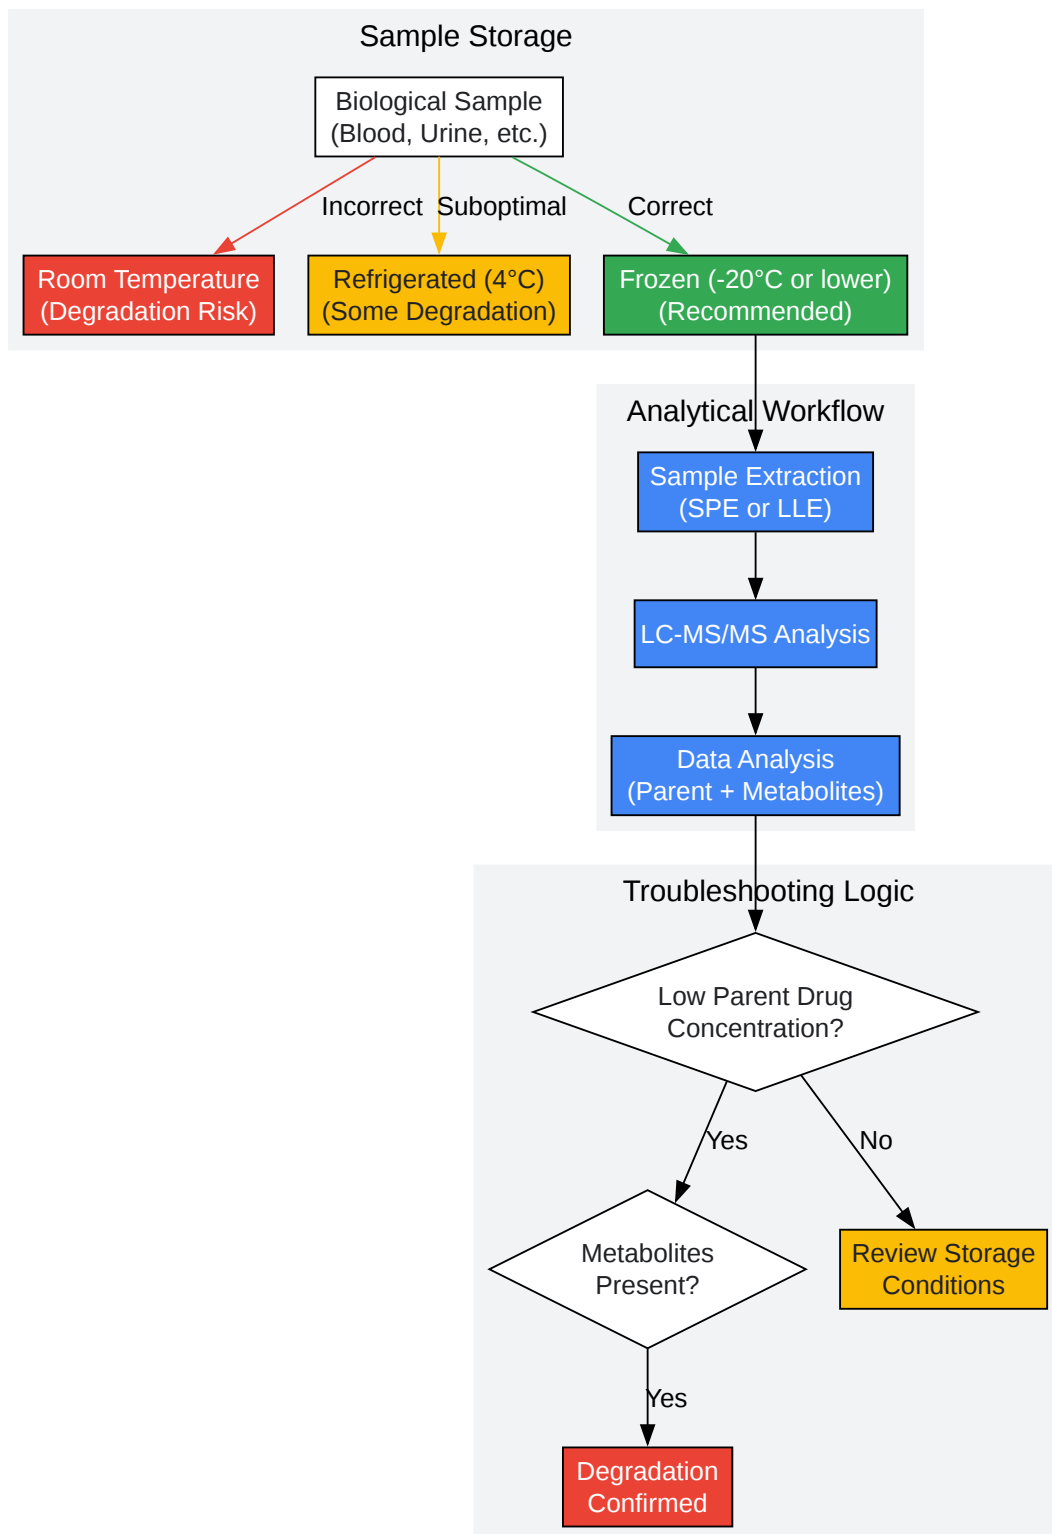 Sample Storage
Biological Sample
(Blood, Urine, etc.)
Incorrect
Suboptimal
Correct
Room Temperature
(Degradation Risk)
Refrigerated (4°C)
(Some Degradation)
Frozen (-20°C or lower)
(Recommended)
Analytical Workflow
Sample Extraction
(SPE or LLE)
LC-MS/MS Analysis
Data Analysis
(Parent + Metabolites)
Troubleshooting Logic
Low Parent Drug
Concentration?
Yes
No
Metabolites
Present?
Review Storage
Conditions
Yes
Degradation
Confirmed